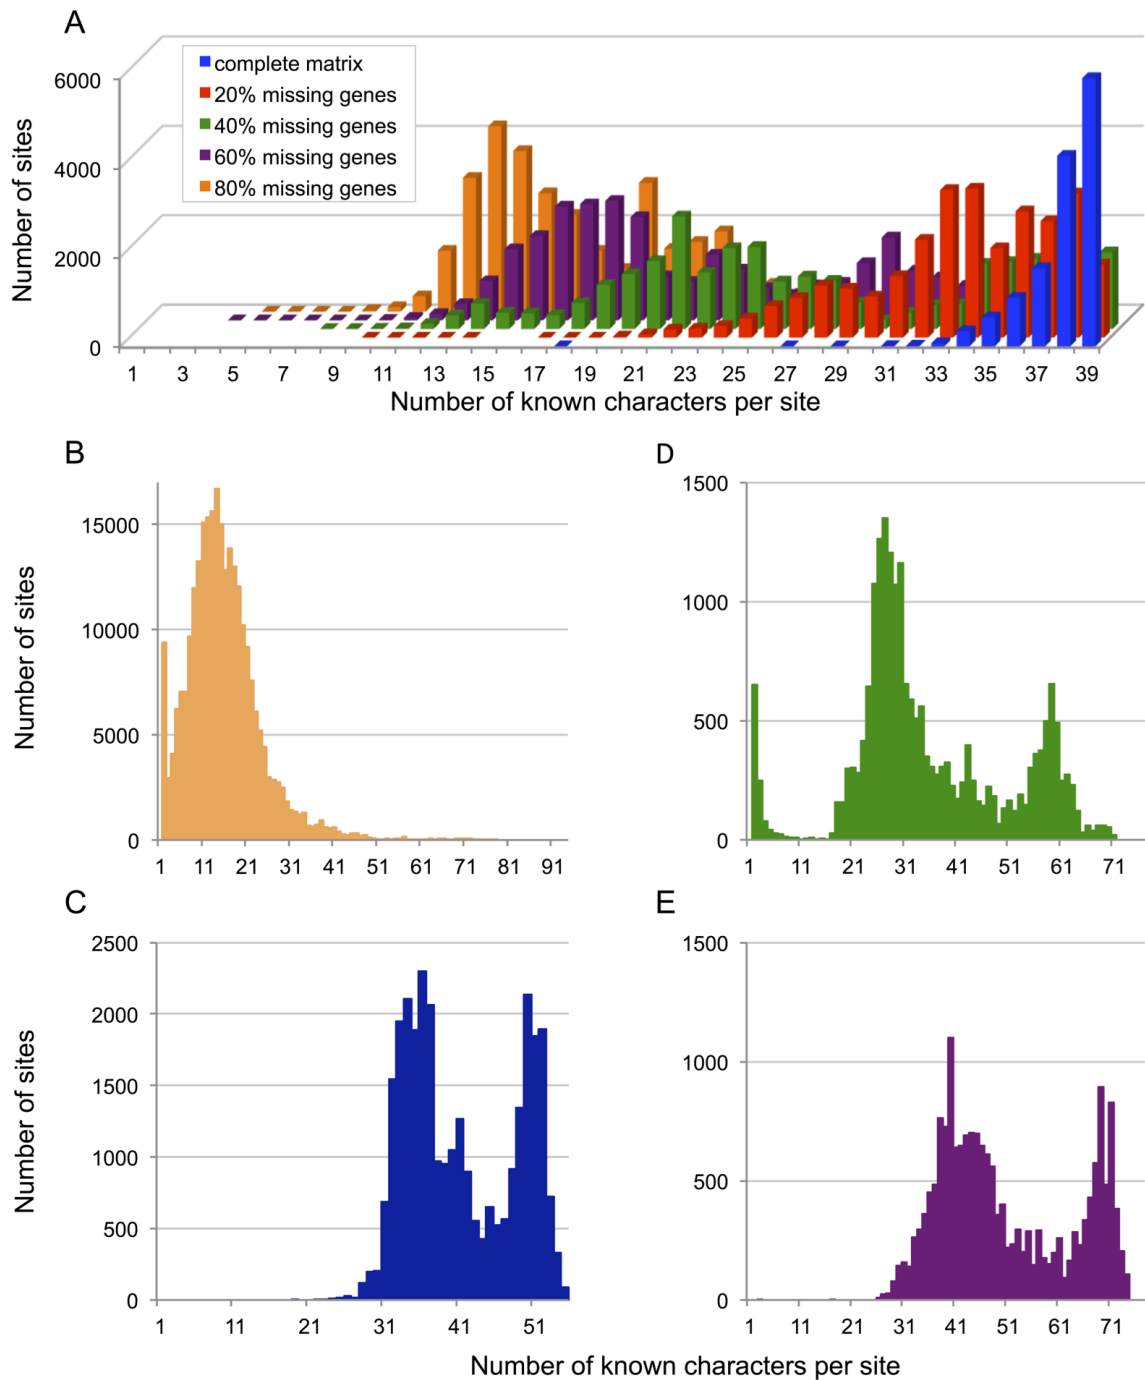 A
complete matrix
20% missing genes
40% missing genes
60% missing genes
80% missing genes
Number of sites
6000
4000
2000
0
1 3 5 7 9 11 13 15 17 19 21 23 25 27 29 31 33 35 37 39
Number of known characters per site
B
Number of sites
15000
10000
5000
0
1 11 21 31 41 51 61 71 81 91
D
1500
1000
500
0
1 11 21 31 41 51 61 71
C
Number of sites
2500
2000
1500
1000
500
0
1 11 21 31 41 51
E
1500
1000
500
0
1 11 21 31 41 51 61 71
Number of known characters per site